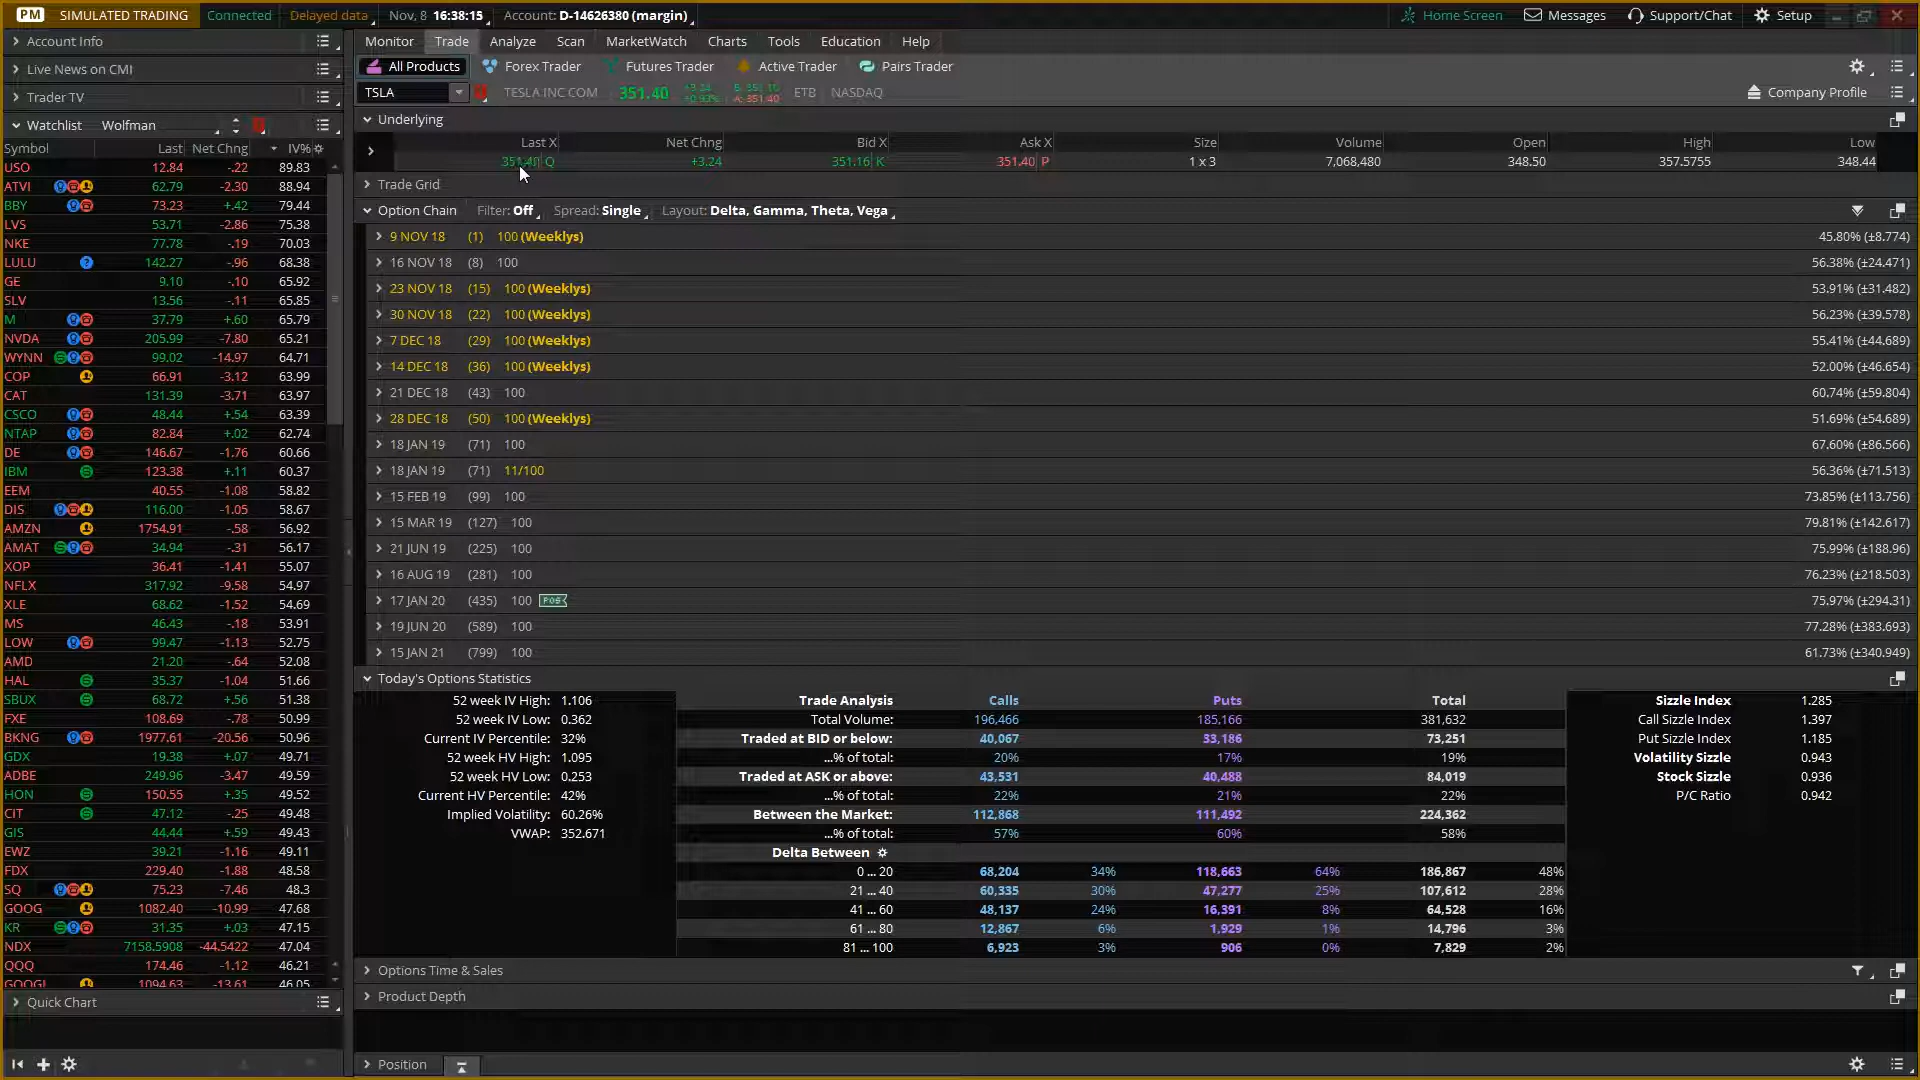 PM SIMULATED TRADING Connected Delayed data Nov, 8 16:38:15 Account: D-14626380 (margin) Home Screen Messages Support/Chat Setup
Account Info
Live News on CMI
Trader TV
Watchlist Wolfman
Symbol Last Net Chng IV%
USO 12.84 -.22 89.83
ATVI 62.79 -2.30 88.94
BBY 73.23 +.42 79.44
LVS 53.71 -2.86 75.38
NKE 77.78 -.19 70.03
LULU 142.27 -.96 68.38
GE 9.10 -.10 65.92
SLV 13.56 -.11 65.85
M 37.79 +.60 65.79
NVDA 205.99 -7.80 65.21
WYNN 99.02 -14.97 64.71
COP 66.91 -3.12 63.99
CAT 131.39 -3.71 63.97
CSCO 48.44 +.54 63.39
NTAP 82.84 +.02 62.74
DE 146.67 -1.76 60.66
IBM 123.38 +.11 60.37
EEM 40.55 -1.08 58.82
DIS 116.00 -1.05 58.67
AMZN 1754.91 -.58 56.92
AMAT 34.94 -.31 56.17
XOP 36.41 -1.41 55.07
NFLX 317.92 -9.58 54.97
XLE 68.62 -1.52 54.69
MS 46.43 -.18 53.91
LOW 99.47 -1.13 52.75
AMD 21.20 -.64 52.08
HAL 35.37 -1.04 51.66
SBUX 68.72 +.56 51.38
FXE 108.69 -.78 50.99
BKNG 1977.61 -20.56 50.96
GDX 19.38 +.07 49.71
ADBE 249.96 -3.47 49.59
HON 150.55 +.35 49.52
CIT 47.12 -.25 49.48
GIS 44.44 +.59 49.43
EWZ 39.21 -1.16 49.11
FDX 229.40 -1.88 48.58
SQ 75.23 -7.46 48.3
GOOG 1082.40 -10.99 47.68
KR 31.35 +.03 47.15
NDX 7158.5908 -44.5422 47.04
QQQ 174.46 -1.12 46.21
GOOGL 1094.63 -13.61 46.05
Quick Chart
Monitor Trade Analyze Scan MarketWatch Charts Tools Education Help
All Products Forex Trader Futures Trader Active Trader Pairs Trader
TSLA TESLA INC COM 351.40 ETB NASDAQ Company Profile
Underlying
Last X Net Chng Bid X Ask X Size Volume Open High Low
351.40 Q +3.24 351.16 K 351.40 P 1 x 3 7,068,480 348.50 357.5755 348.44
Trade Grid
Option Chain Filter: Off Spread: Single Layout: Delta, Gamma, Theta, Vega
9 NOV 18 (1) 100 (Weeklys) 45.80% (±8.774)
16 NOV 18 (8) 100 56.38% (±24.471)
23 NOV 18 (15) 100 (Weeklys) 53.91% (±31.482)
30 NOV 18 (22) 100 (Weeklys) 56.23% (±39.578)
7 DEC 18 (29) 100 (Weeklys) 55.41% (±44.689)
14 DEC 18 (36) 100 (Weeklys) 52.00% (±46.654)
21 DEC 18 (43) 100 60.74% (±59.804)
28 DEC 18 (50) 100 (Weeklys) 51.69% (±54.689)
18 JAN 19 (71) 100 67.60% (±86.566)
18 JAN 19 (71) 11/100 56.36% (±71.513)
15 FEB 19 (99) 100 73.85% (±113.756)
15 MAR 19 (127) 100 79.81% (±142.617)
21 JUN 19 (225) 100 75.99% (±188.96)
16 AUG 19 (281) 100 76.23% (±218.503)
17 JAN 20 (435) 100 POS 75.97% (±294.31)
19 JUN 20 (589) 100 77.28% (±383.693)
15 JAN 21 (799) 100 61.73% (±340.949)
Today's Options Statistics
52 week IV High: 1.106
52 week IV Low: 0.362
Current IV Percentile: 32%
52 week HV High: 1.095
52 week HV Low: 0.253
Current HV Percentile: 42%
Implied Volatility: 60.26%
VWAP: 352.671
Trade Analysis Calls Puts Total
Total Volume: 196,466 185,166 381,632
Traded at BID or below: 40,067 33,186 73,251
...% of total: 20% 17% 19%
Traded at ASK or above: 43,531 40,488 84,019
...% of total: 22% 21% 22%
Between the Market: 112,868 111,492 224,362
...% of total: 57% 60% 58%
Delta Between
0 ... 20 68,204 34% 118,663 64% 186,867 48%
21 ... 40 60,335 30% 47,277 25% 107,612 28%
41 ... 60 48,137 24% 16,391 8% 64,528 16%
61 ... 80 12,867 6% 1,929 1% 14,796 3%
81 ... 100 6,923 3% 906 0% 7,829 2%
Sizzle Index 1.285
Call Sizzle Index 1.397
Put Sizzle Index 1.185
Volatility Sizzle 0.943
Stock Sizzle 0.936
P/C Ratio 0.942
Options Time & Sales
Product Depth
Position